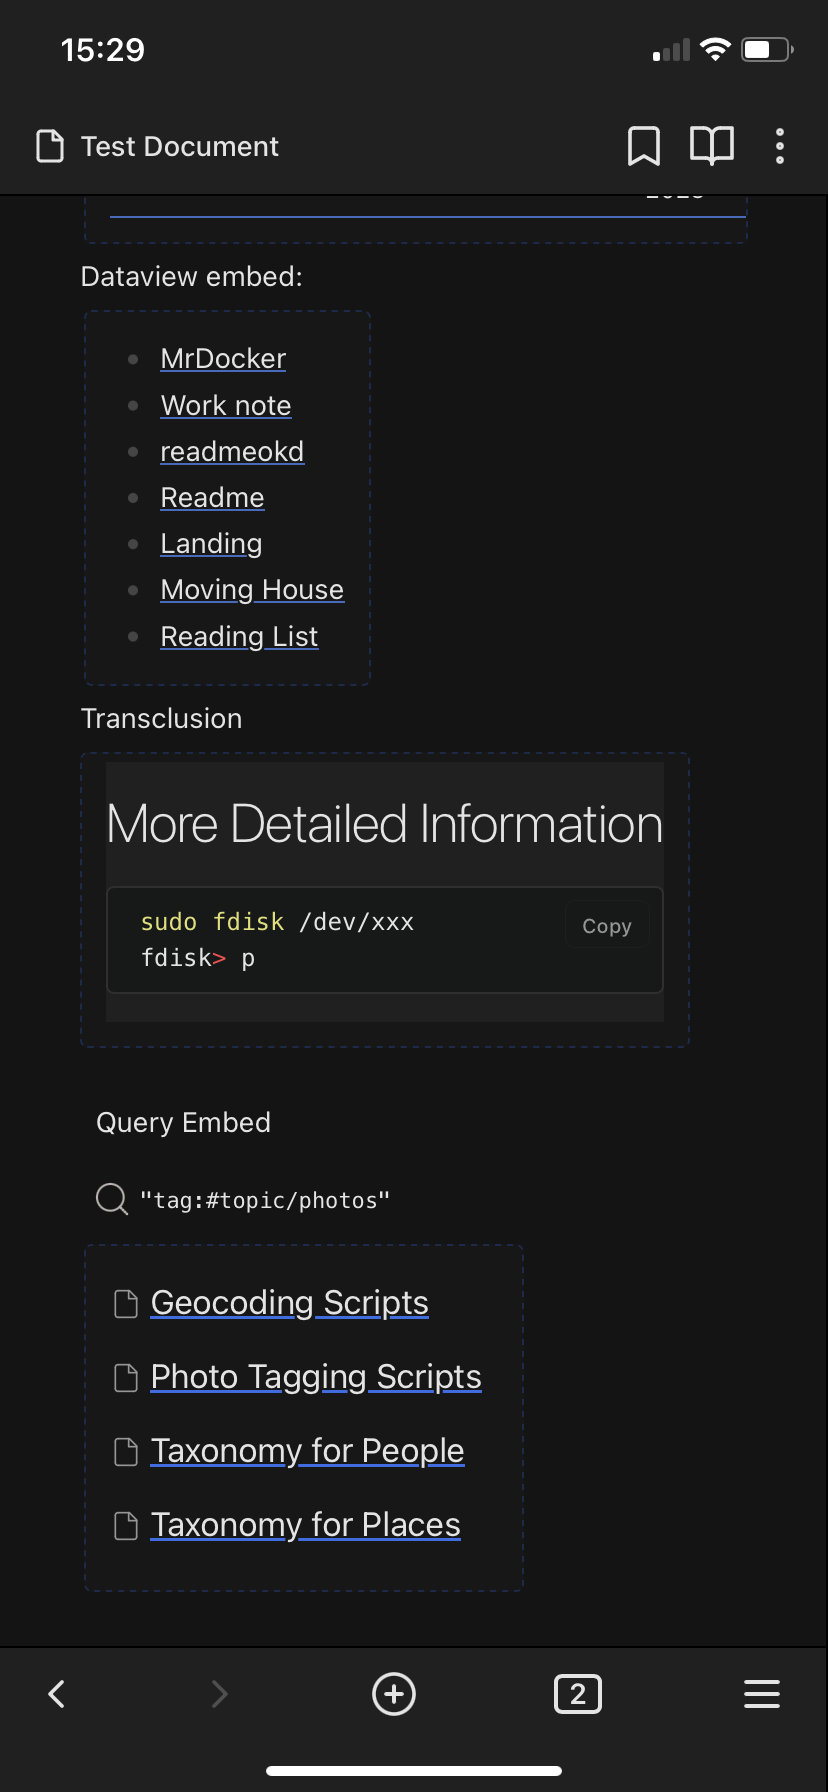 15:29
Test Document
Dataview embed:
MrDocker
Work note
readmeokd
Readme
Landing
Moving House
Reading List
Transclusion
More Detailed Information
sudo fdisk /dev/xxx
Copy
fdisk> p
Query Embed
"tag:#topic/photos"
Geocoding Scripts
Photo Tagging Scripts
Taxonomy for People
Taxonomy for Places
2